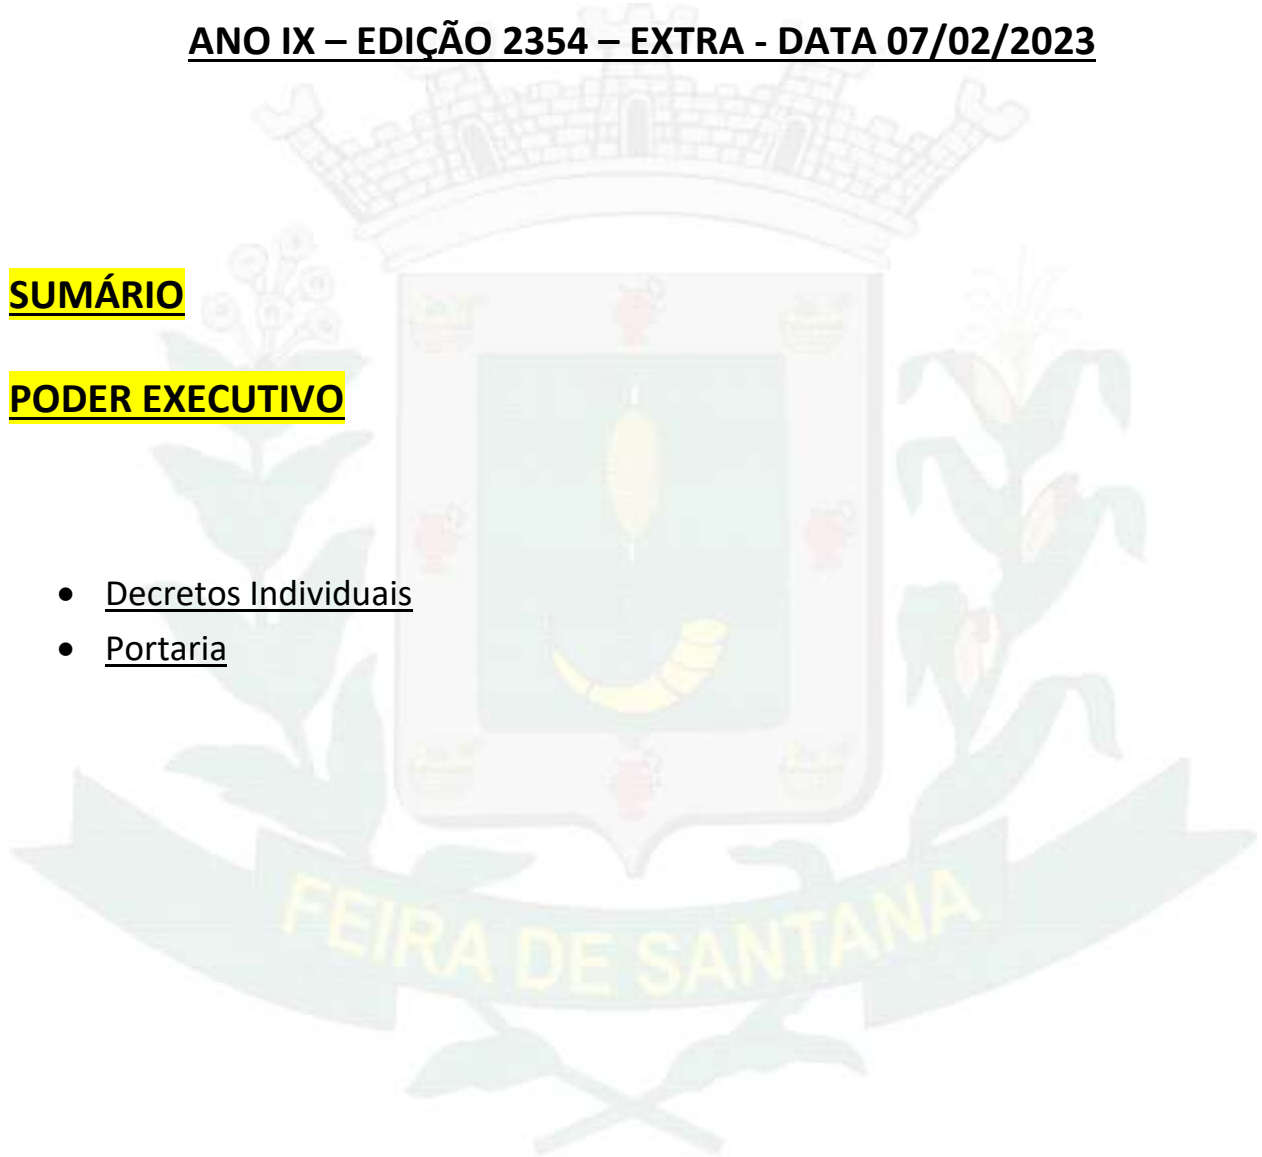 ANO IX – EDIÇÃO 2354 – EXTRA - DATA 07/02/2023
SUMÁRIO
PODER EXECUTIVO
• Decretos Individuais
• Portaria
FEIRA DE SANTANA